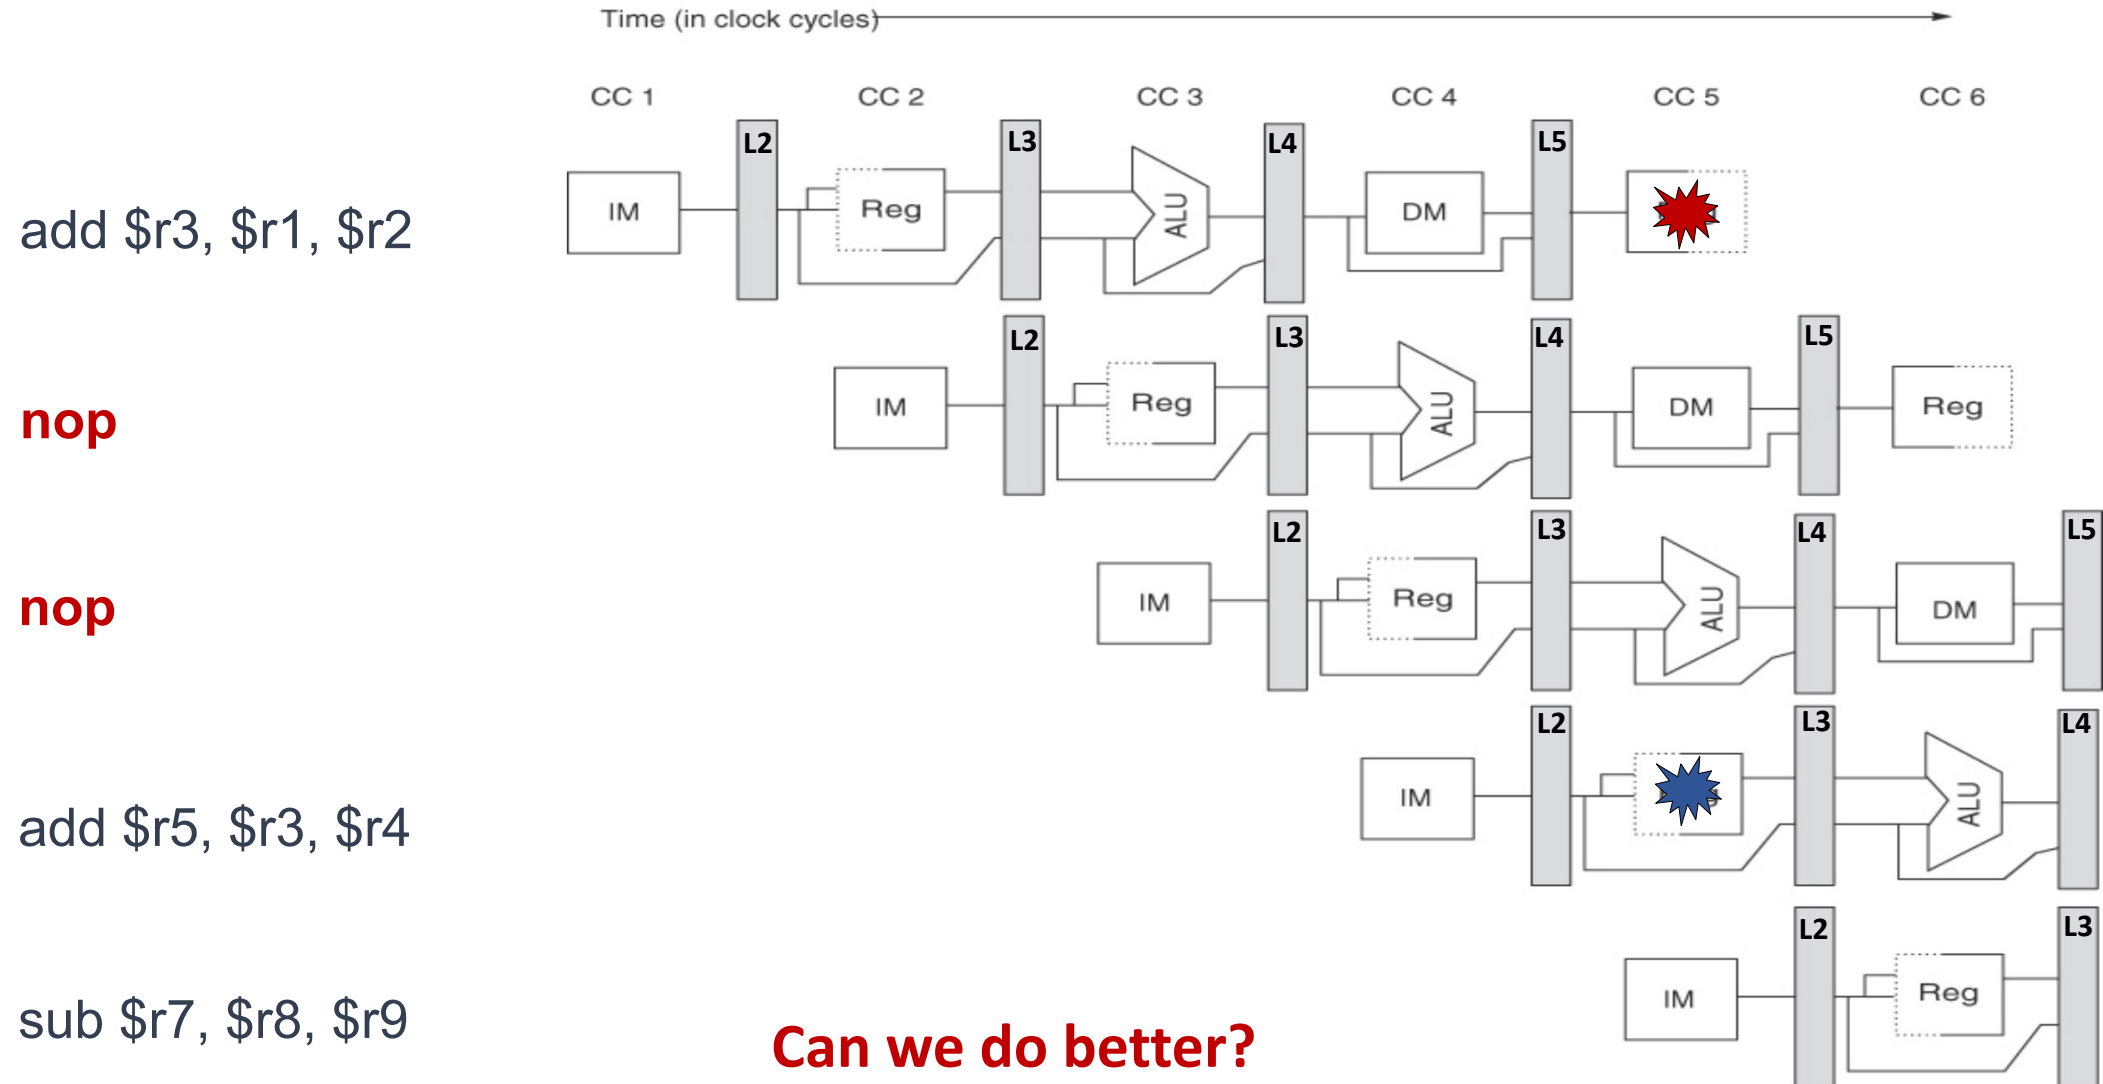 Time (in clock cycles)
CC 1 CC 2 CC 3 CC 4 CC 5 CC 6
add $r3, $r1, $r2 IM L2 Reg L3 ALU L4 DM L5
nop IM L2 Reg L3 ALU L4 DM L5 Reg
nop IM L2 Reg L3 ALU L4 DM L5
add $r5, $r3, $r4 IM L2 L3 ALU L4
sub $r7, $r8, $r9 IM L2 Reg L3
Can we do better?